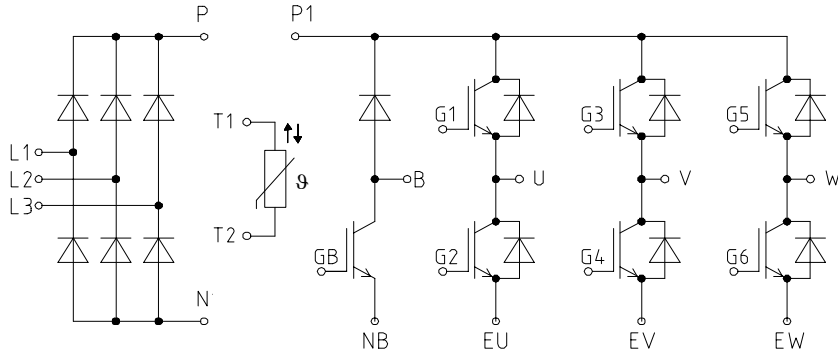 P P1
G1 G3 G5
T1
L1
L2 B U V W
L3 ϑ
T2
GB G2 G4 G6
N
NB EU EV EW